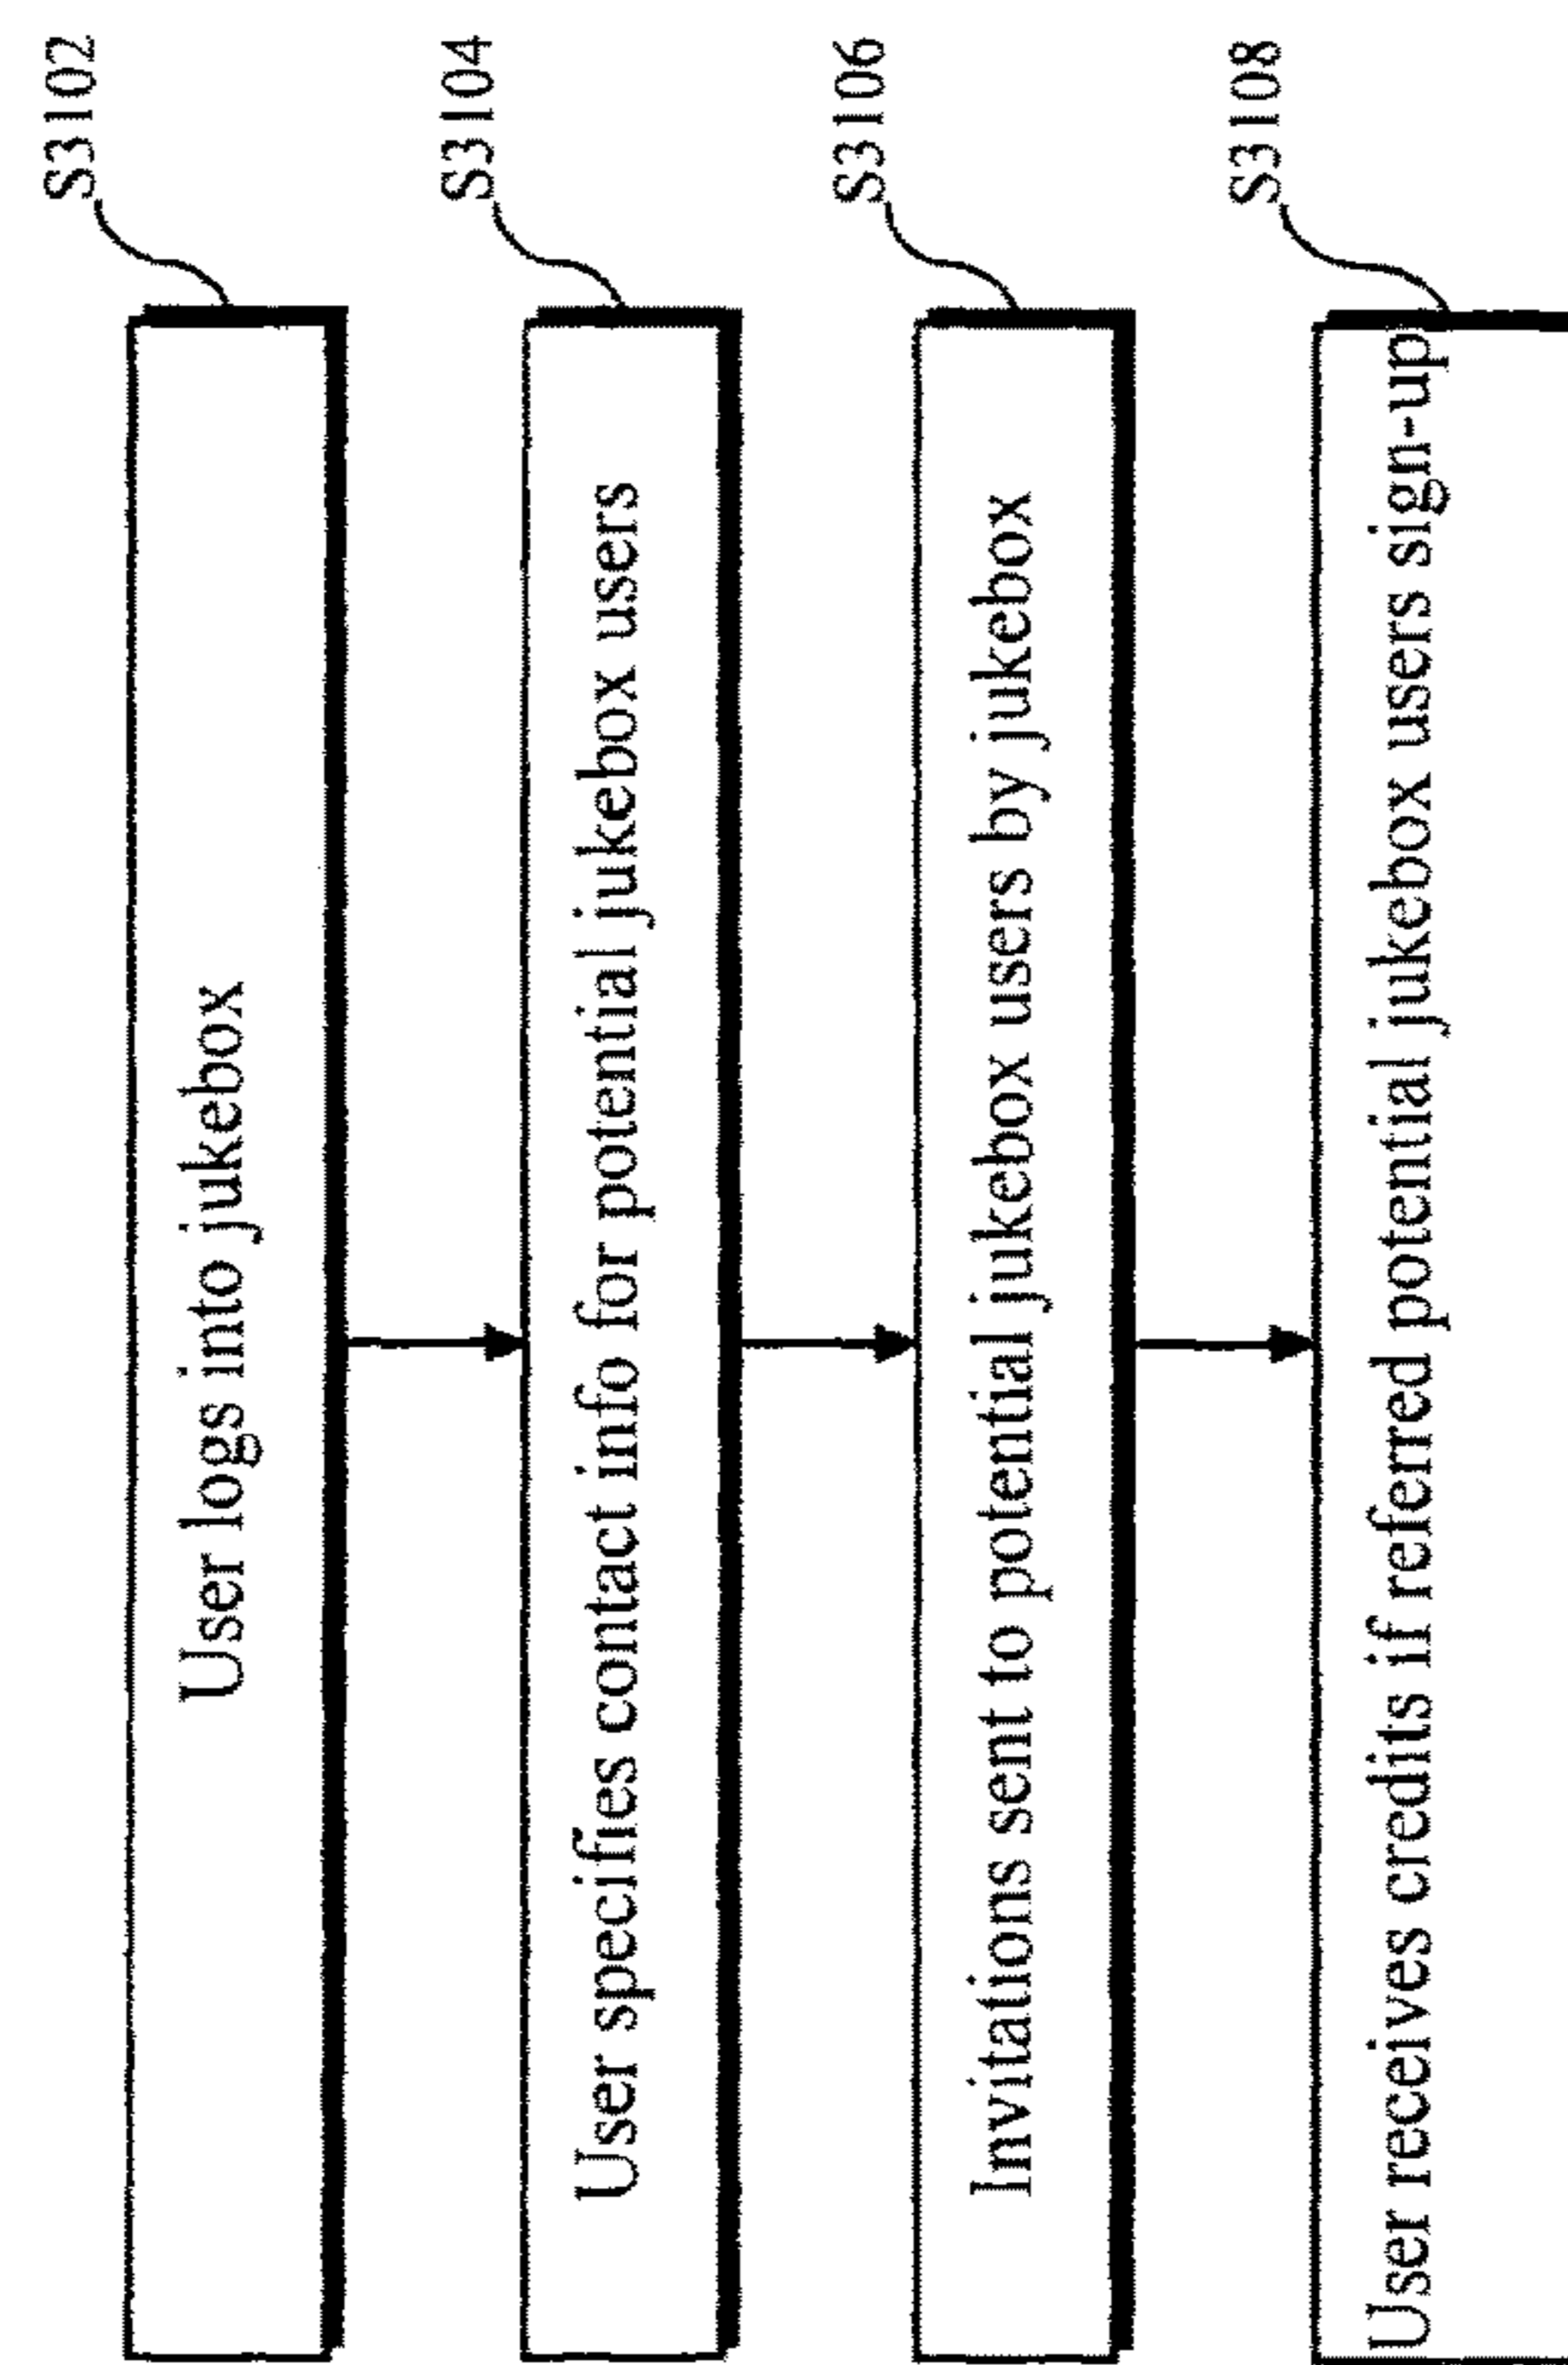 User logs into jukebox
S3102
User specifies contact info for potential jukebox users
S3104
Invitations sent to potential jukebox users by jukebox
S3106
User receives credits if referred potential jukebox users sign-up
S3108